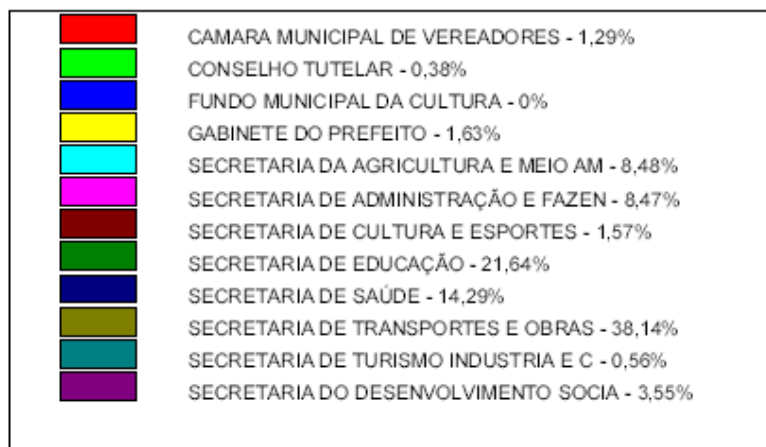 CAMARA MUNICIPAL DE VEREADORES - 1,29%
CONSELHO TUTELAR - 0,38%
FUNDO MUNICIPAL DA CULTURA - 0%
GABINETE DO PREFEITO - 1,63%
SECRETARIA DA AGRICULTURA E MEIO AM - 8,48%
SECRETARIA DE ADMINISTRAÇÃO E FAZEN - 8,47%
SECRETARIA DE CULTURA E ESPORTES - 1,57%
SECRETARIA DE EDUCAÇÃO - 21,64%
SECRETARIA DE SAÚDE - 14,29%
SECRETARIA DE TRANSPORTES E OBRAS - 38,14%
SECRETARIA DE TURISMO INDUSTRIA E C - 0,56%
SECRETARIA DO DESENVOLVIMENTO SOCIA - 3,55%